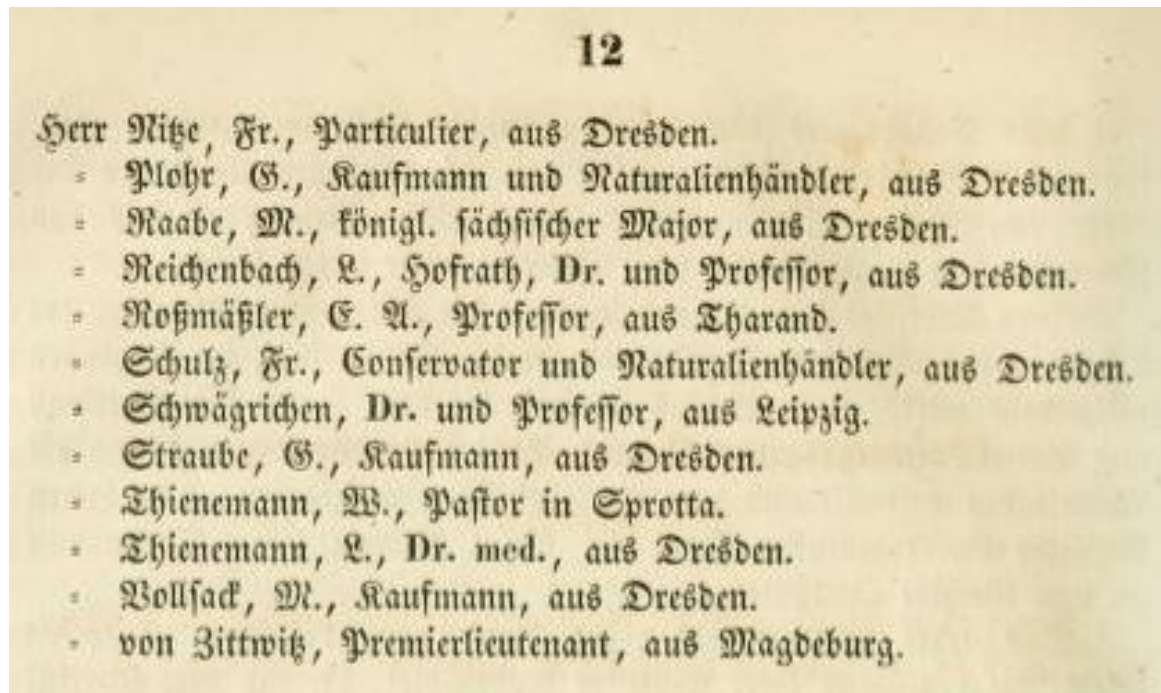 12
Herr Nitze, Fr., Particulier, aus Dresden.
= Plohr, G., Kaufmann und Naturalienhändler, aus Dresden.
= Raabe, M., königl. sächsischer Major, aus Dresden.
= Reichenbach, L., Hofrath, Dr. und Professor, aus Dresden.
= Roßmäßler, E. A., Professor, aus Tharand.
= Schulz, Fr., Conservator und Naturalienhändler, aus Dresden.
= Schwägrichen, Dr. und Professor, aus Leipzig.
= Straube, G., Kaufmann, aus Dresden.
= Thienemann, W., Pastor in Sprotta.
= Thienemann, L., Dr. med., aus Dresden.
= Vollsack, M., Kaufmann, aus Dresden.
= von Zittwitz, Premierlieutenant, aus Magdeburg.